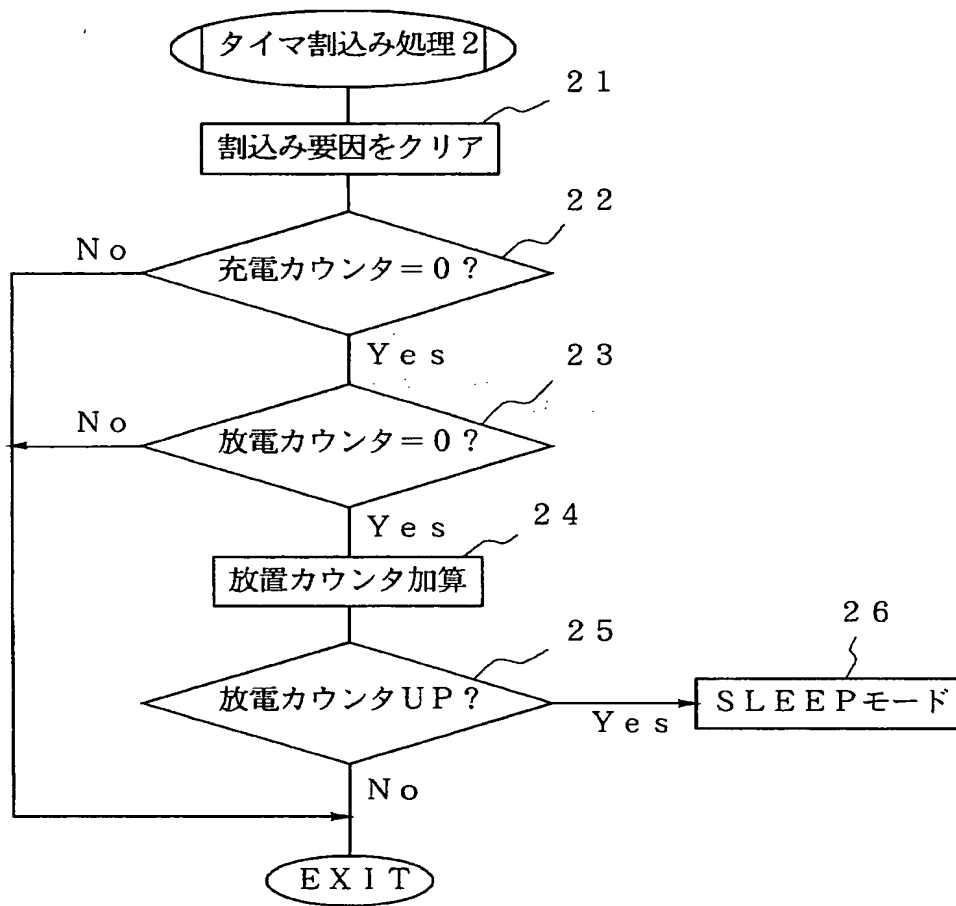 タイマ割込み処理2
21
割込み要因をクリア
22
No
充電カウンタ=0?
Yes
23
No
放電カウンタ=0?
Yes
24
放置カウンタ加算
25
26
放電カウンタUP?
Yes
SLEEPモード
No
EXIT